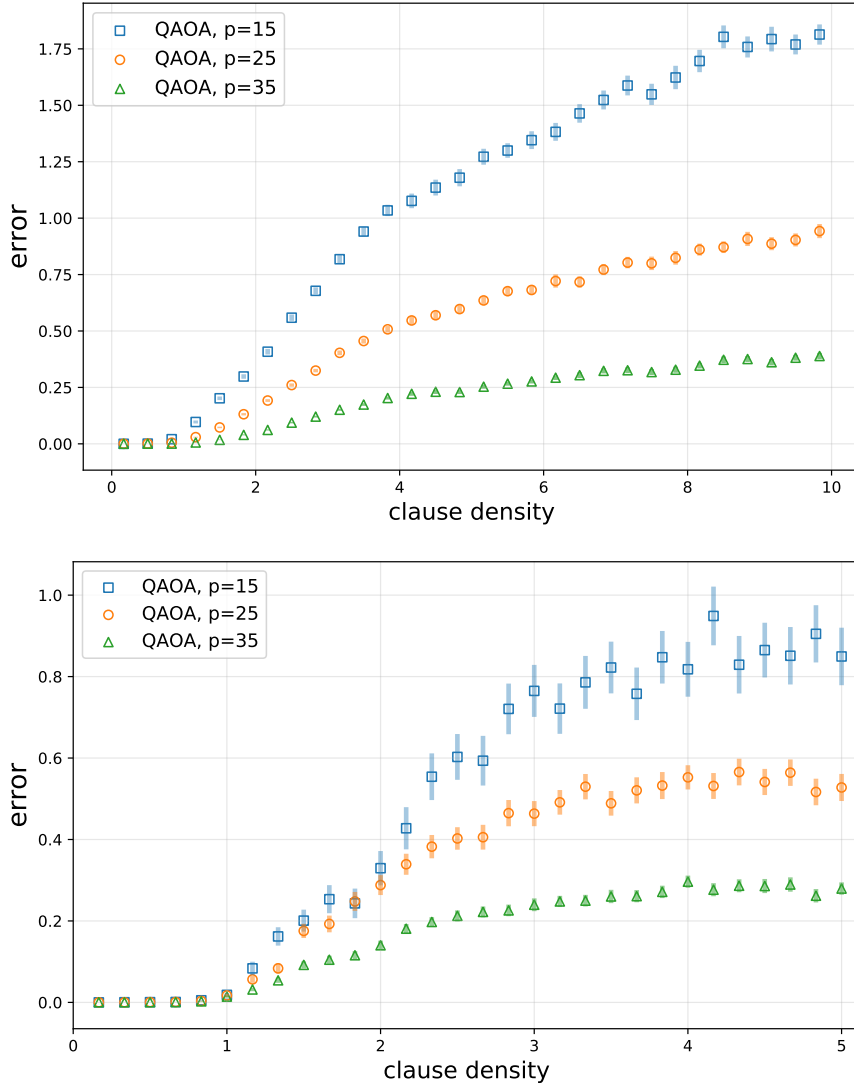 QAOA, p=15
QAOA, p=25
QAOA, p=35
1.75
1.50
1.25
1.00
0.75
0.50
0.25
0.00
error
0 2 4 6 8 10
clause density
QAOA, p=15
QAOA, p=25
QAOA, p=35
1.0
0.8
0.6
0.4
0.2
0.0
error
0 1 2 3 4 5
clause density